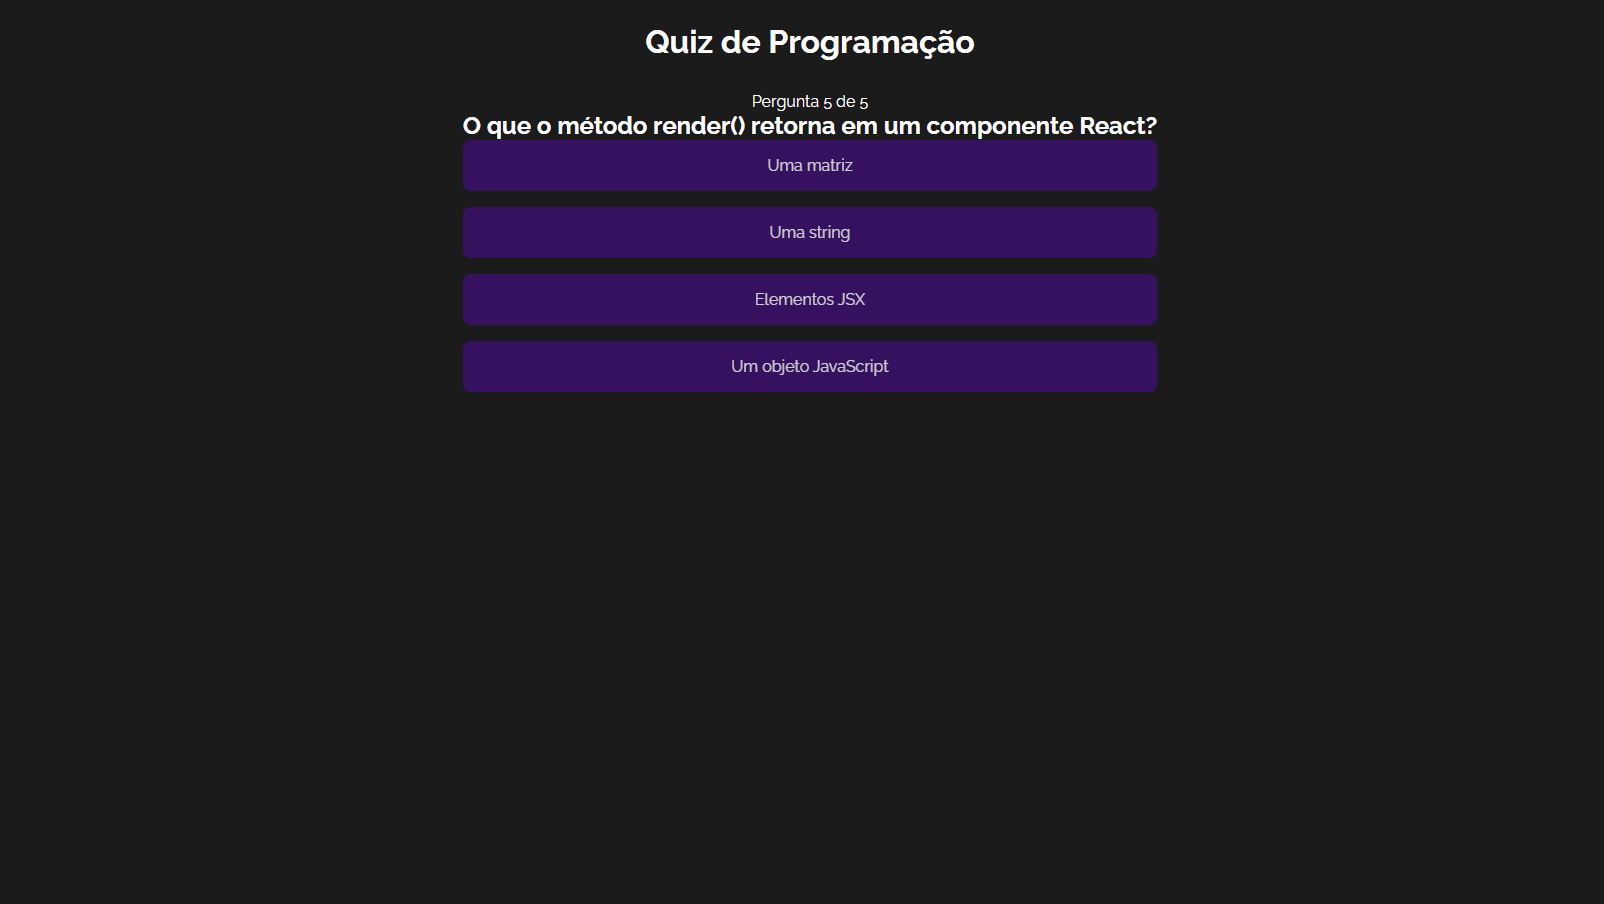 Quiz de Programação
Pergunta 5 de 5
O que o método render() retorna em um componente React?
Uma matriz
Uma string
Elementos JSX
Um objeto JavaScript